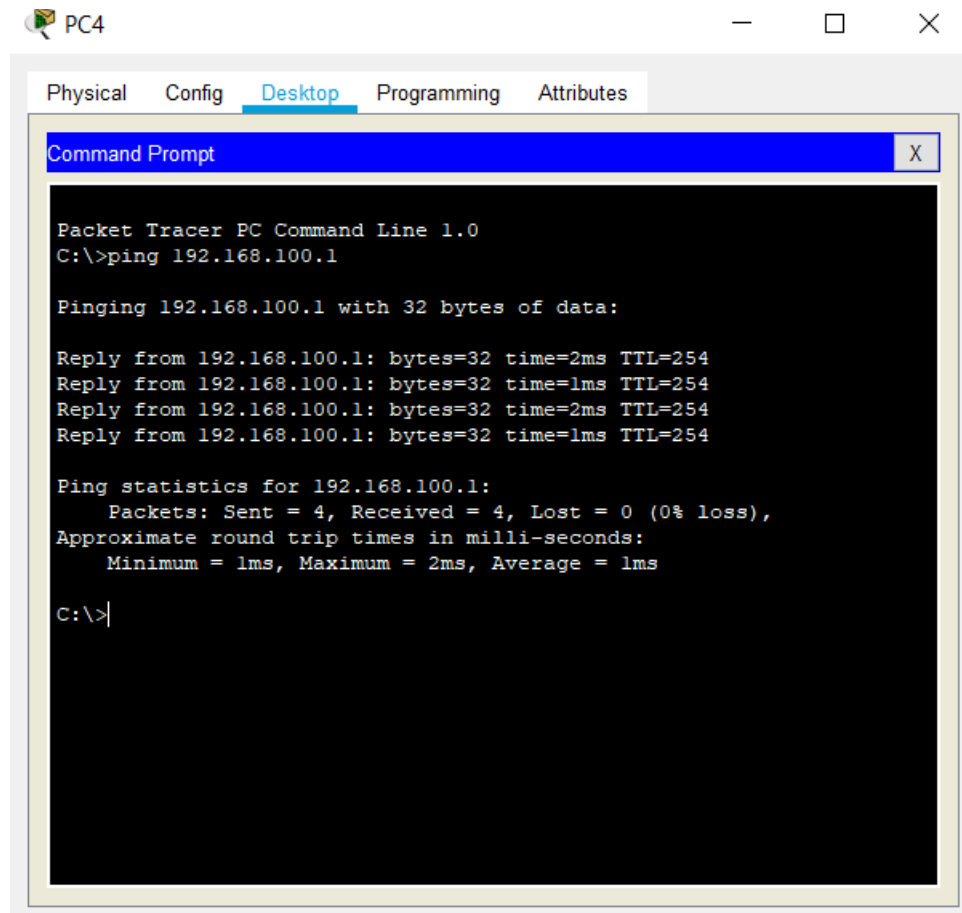 PC4
Physical Config Desktop Programming Attributes
Command Prompt X
Packet Tracer PC Command Line 1.0
C:\>ping 192.168.100.1
Pinging 192.168.100.1 with 32 bytes of data:
Reply from 192.168.100.1: bytes=32 time=2ms TTL=254
Reply from 192.168.100.1: bytes=32 time=1ms TTL=254
Reply from 192.168.100.1: bytes=32 time=2ms TTL=254
Reply from 192.168.100.1: bytes=32 time=1ms TTL=254
Ping statistics for 192.168.100.1:
Packets: Sent = 4, Received = 4, Lost = 0 (0% loss),
Approximate round trip times in milli-seconds:
Minimum = 1ms, Maximum = 2ms, Average = 1ms
C:\>